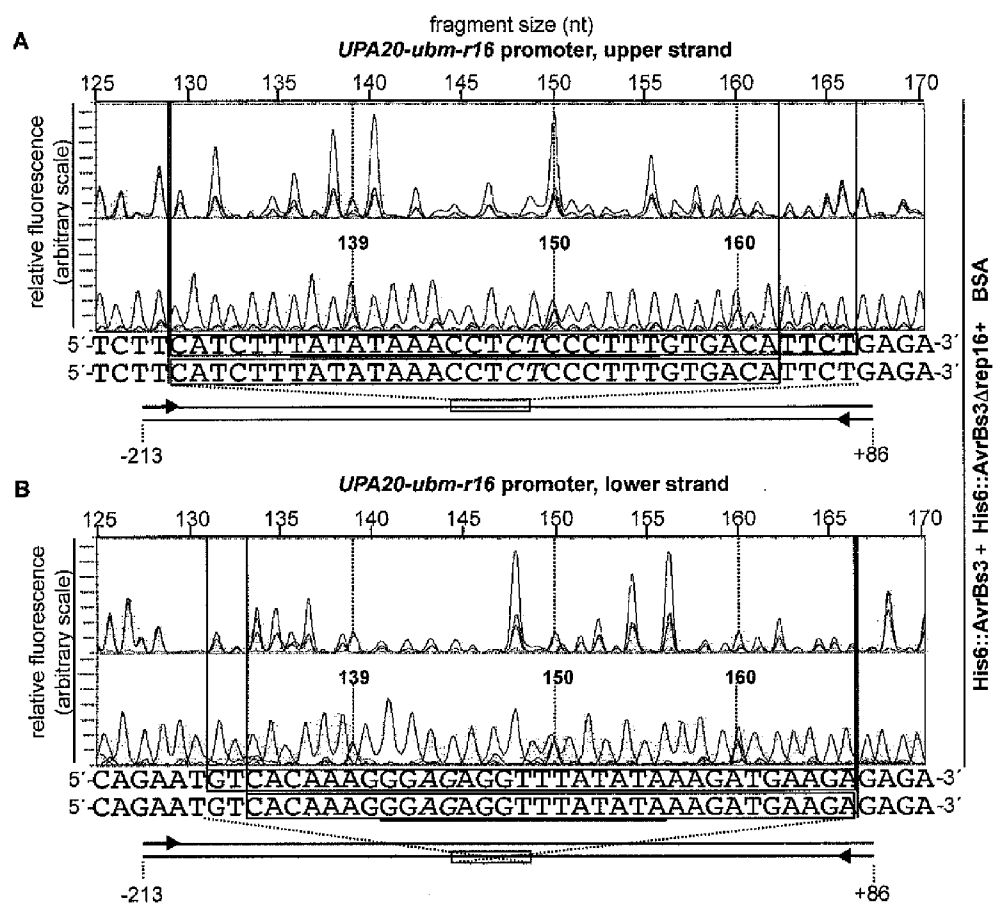 fragment size (nt)
A
UPA20-ubm-r16 promoter, upper strand
125 130 135 140 145 150 155 160 165 170
relative fluorescence
(arbitrary scale)
139 150 160
5´-TCTTCATCTTTATATAAACCTCTCCCTTTGTGACATTCTGAGA-3´
5´-TCTTCATCTTTATATAAACCTCTCCCTTTGTGACATTCTGAGA-3´
-213 +86
B
UPA20-ubm-r16 promoter, lower strand
125 130 135 140 145 150 155 160 165 170
relative fluorescence
(arbitrary scale)
139 150 160
5´-CAGAATGTCACAAAGGGAGAGGTTTATATAAAGATGAAGAGAGA-3´
5´-CAGAATGTCACAAAGGGAGAGGTTTATATAAAGATGAAGAGAGA-3´
-213 +86
His6::AvrBs3 + His6::AvrBs3Δrep16+ BSA